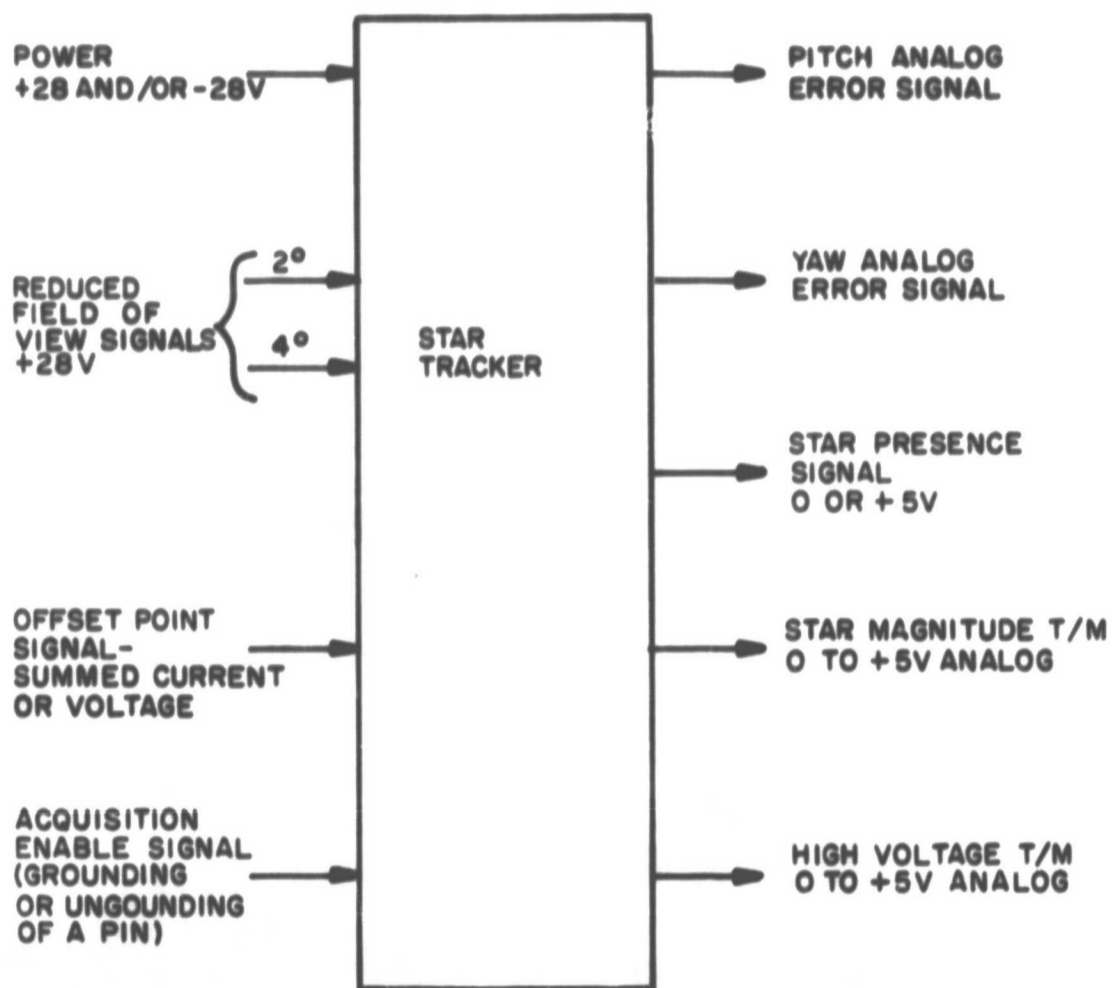 POWER
+28 AND/OR -28V
REDUCED
FIELD OF
VIEW SIGNALS
+28V
2°
4°
OFFSET POINT
SIGNAL-
SUMMED CURRENT
OR VOLTAGE
ACQUISITION
ENABLE SIGNAL
(GROUNDING
OR UNGOUNDING
OF A PIN)
STAR
TRACKER
PITCH ANALOG
ERROR SIGNAL
YAW ANALOG
ERROR SIGNAL
STAR PRESENCE
SIGNAL
0 OR +5V
STAR MAGNITUDE T/M
0 TO +5V ANALOG
HIGH VOLTAGE T/M
0 TO +5V ANALOG